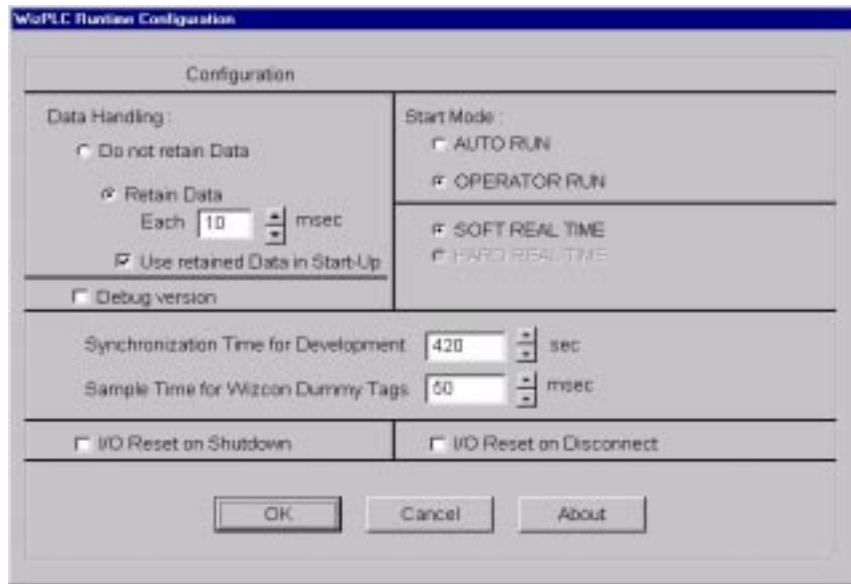 WizPLC Runtime Configuration
Configuration
Data Handling :
Do not retain Data
Retain Data
Each 10 msec
Use retained Data in Start-Up
Debug version
Start Mode :
AUTO RUN
OPERATOR RUN
SOFT REAL TIME
HARD REAL TIME
Synchronization Time for Development 420 sec
Sample Time for Wizcon Dummy Tags 50 msec
I/O Reset on Shutdown
I/O Reset on Disconnect
OK
Cancel
About